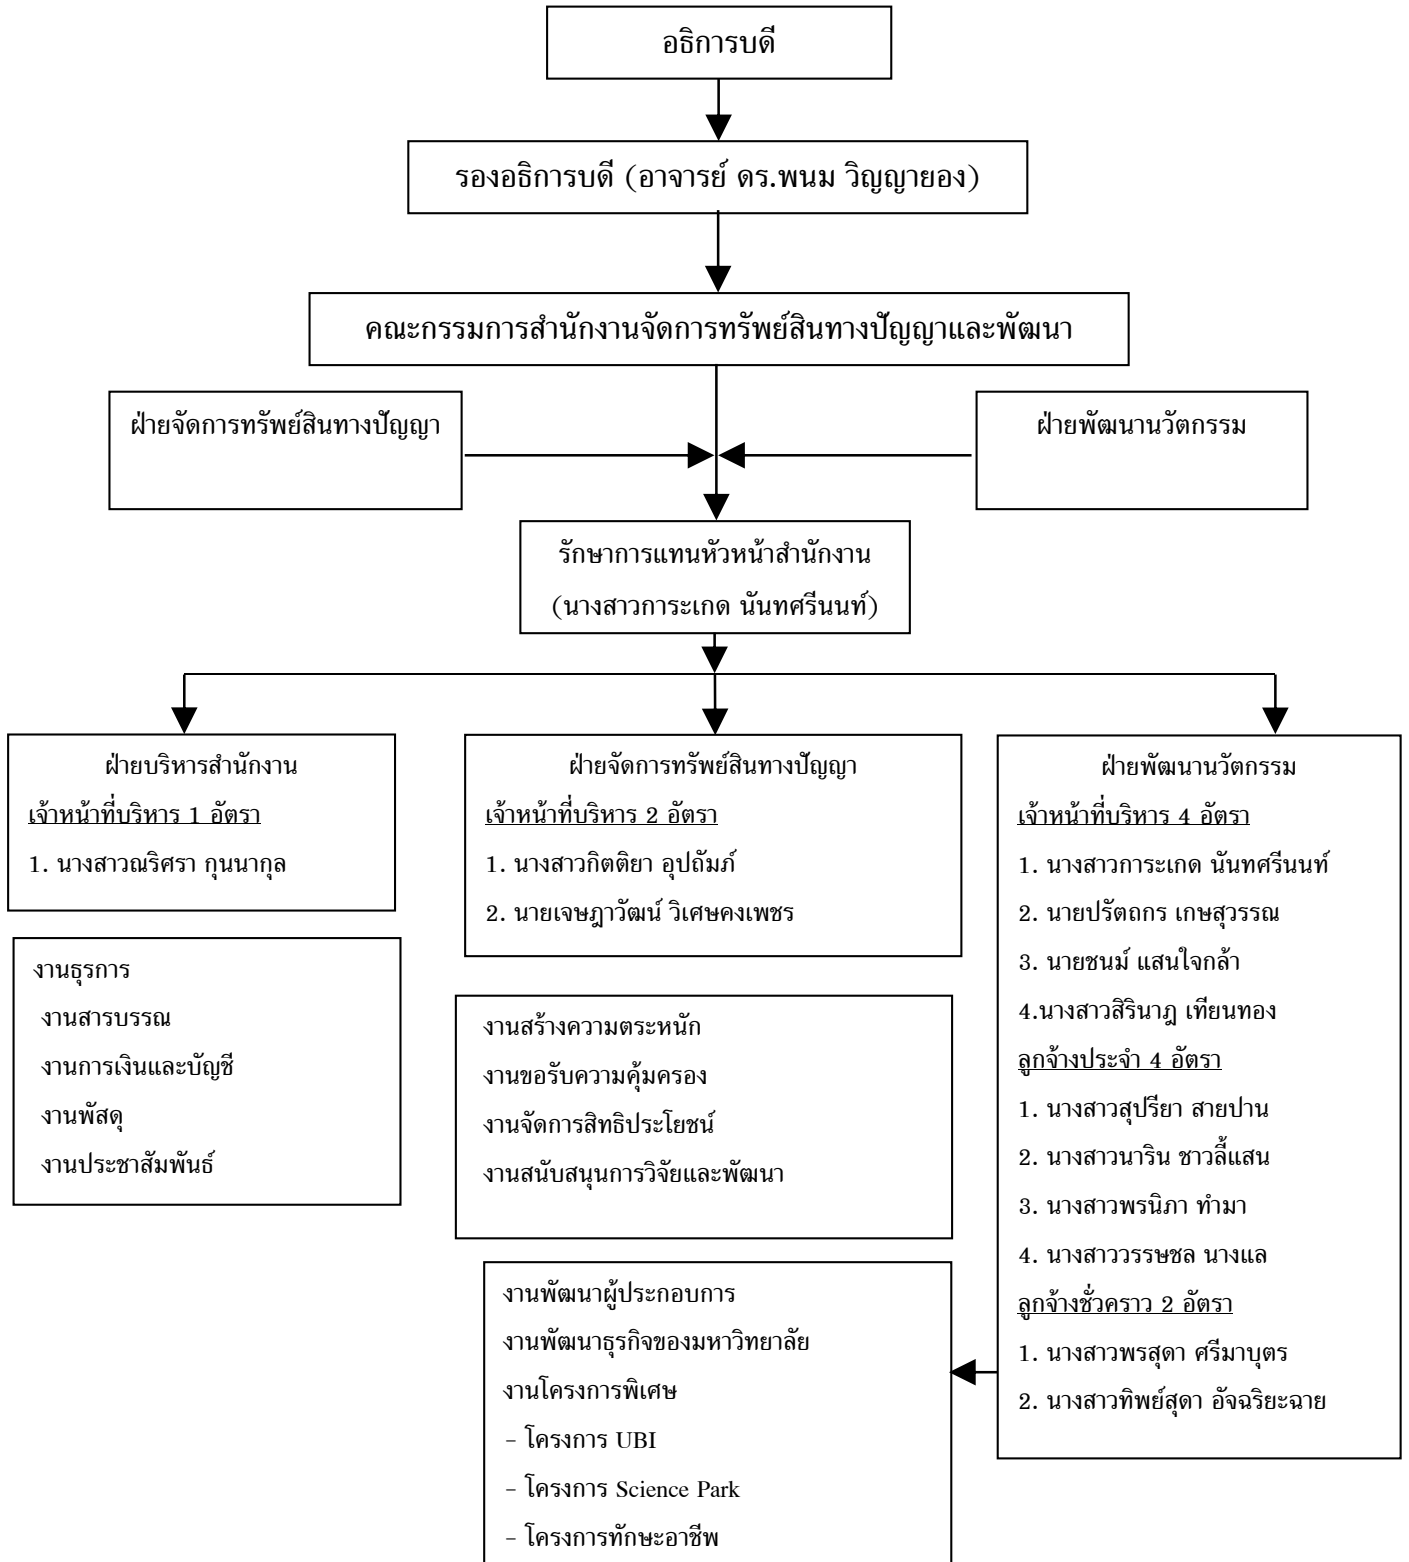 อธิการบดี
รองอธิการบดี (อาจารย์ ดร.พนม วิญญายอง)
คณะกรรมการสำนักงานจัดการทรัพย์สินทางปัญญาและพัฒนา
ฝ่ายจัดการทรัพย์สินทางปัญญา
ฝ่ายพัฒนานวัตกรรม
รักษาการแทนหัวหน้าสำนักงาน
(นางสาวการะเกด นันทศรีนนท์)
ฝ่ายบริหารสำนักงาน
เจ้าหน้าที่บริหาร 1 อัตรา
1. นางสาวณริศรา กุนนากุล
งานธุรการ
งานสารบรรณ
งานการเงินและบัญชี
งานพัสดุ
งานประชาสัมพันธ์
ฝ่ายจัดการทรัพย์สินทางปัญญา
เจ้าหน้าที่บริหาร 2 อัตรา
1. นางสาวกิตติยา อุปถัมภ์
2. นายเจษฎาวัฒน์ วิเศษคงเพชร
งานสร้างความตระหนัก
งานขอรับความคุ้มครอง
งานจัดการสิทธิประโยชน์
งานสนับสนุนการวิจัยและพัฒนา
ฝ่ายพัฒนานวัตกรรม
เจ้าหน้าที่บริหาร 4 อัตรา
1. นางสาวการะเกด นันทศรีนนท์
2. นายปรัตถกร เกษสุวรรณ
3. นายชนม์ แสนใจกล้า
4.นางสาวสิรินาฎ เทียนทอง
ลูกจ้างประจำ 4 อัตรา
1. นางสาวสุปรียา สายปาน
2. นางสาวนาริน ชาวลี้แสน
3. นางสาวพรนิภา ทำมา
4. นางสาววรรษชล นางแล
ลูกจ้างชั่วคราว 2 อัตรา
1. นางสาวพรสุดา ศรีมาบุตร
2. นางสาวทิพย์สุดา อัจฉริยะฉาย
งานพัฒนาผู้ประกอบการ
งานพัฒนาธุรกิจของมหาวิทยาลัย
งานโครงการพิเศษ
- โครงการ UBI
- โครงการ Science Park
- โครงการทักษะอาชีพ